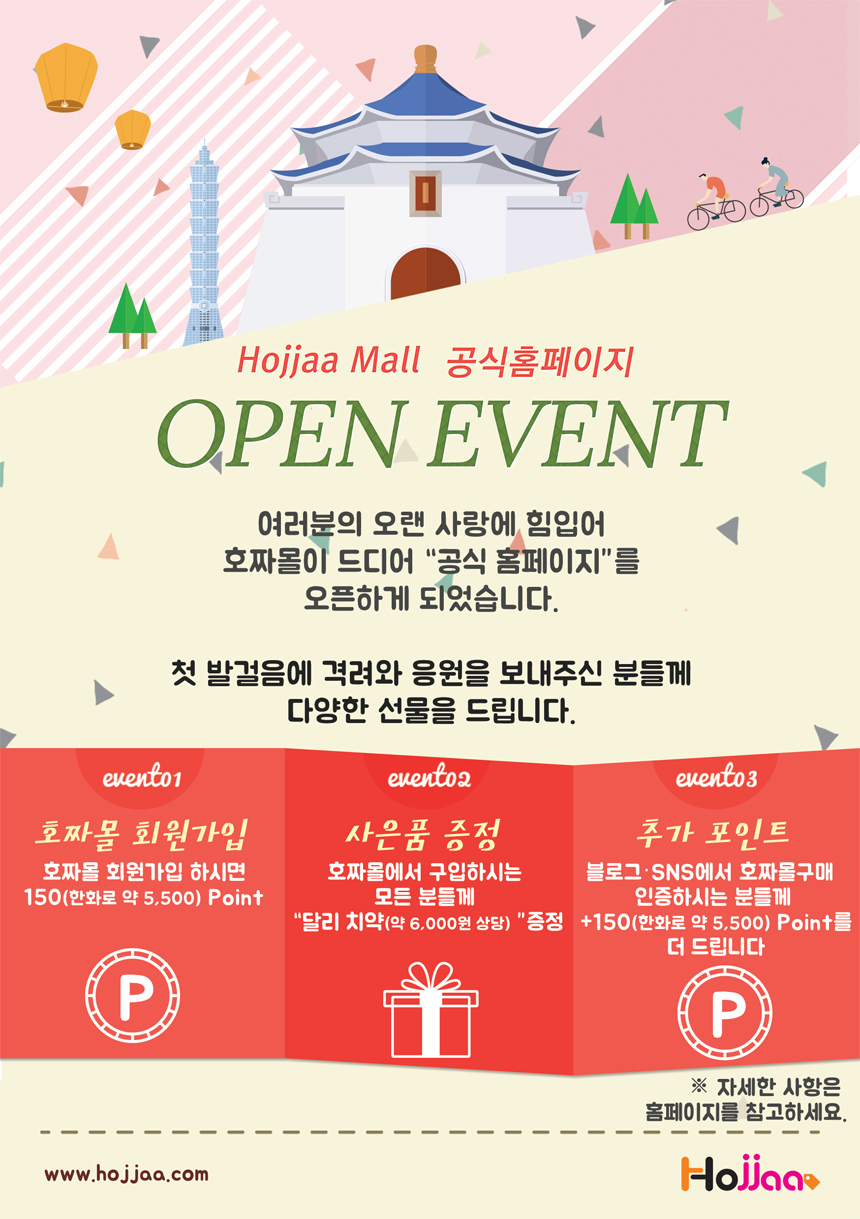 Hojjaa Mall 공식홈페이지
OPEN EVENT
여러분의 오랜 사랑에 힘입어
호짜몰이 드디어 “공식 홈페이지”를
오픈하게 되었습니다.
첫 발걸음에 격려와 응원을 보내주신 분들께
다양한 선물을 드립니다.
event01
호짜몰 회원가입
호짜몰 회원가입 하시면
150(한화로 약 5,500) Point
P
event02
사은품 증정
호짜몰에서 구입하시는
모든 분들께
“달리 치약(약 6,000원 상당) ”증정
event03
추가 포인트
블로그·SNS에서 호짜몰구매
인증하시는 분들께
+150(한화로 약 5,500) Point를
더 드립니다
P
※ 자세한 사항은
홈페이지를 참고하세요.
www.hojjaa.com
Hojjaa